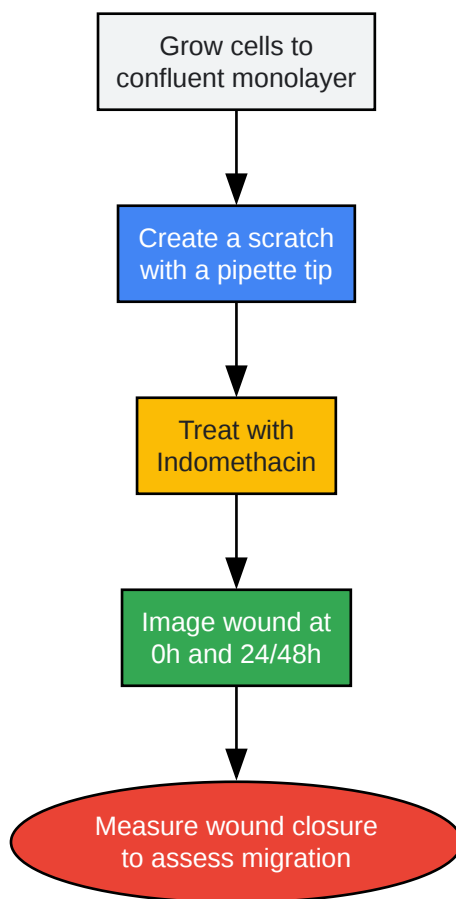 Grow cells to
confluent monolayer
Create a scratch
with a pipette tip
Treat with
Indomethacin
Image wound at
0h and 24/48h
Measure wound closure
to assess migration